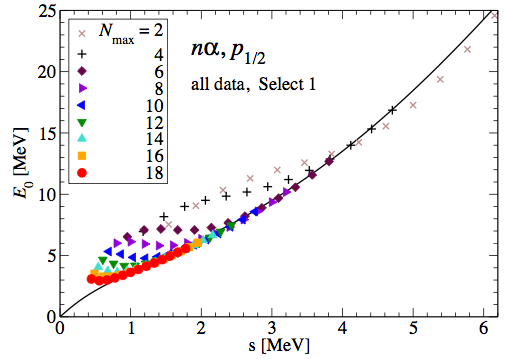 25
20
15
10
5
0
E0 [MeV]
Nmax = 2
4
6
8
10
12
14
16
18
nα, p1/2
all data, Select 1
0 1 2 3 4 5 6
s [MeV]